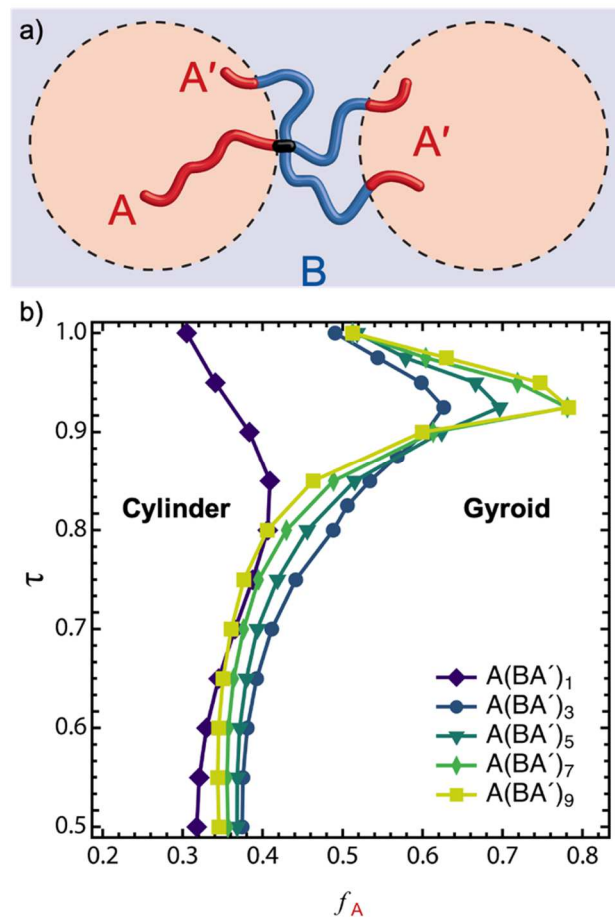 a)
A′
A
A′
B
b)
1.0
0.9
0.8
0.7
0.6
0.5
τ
Cylinder
Gyroid
A(BA′)₁
A(BA′)₃
A(BA′)₅
A(BA′)₇
A(BA′)₉
0.2 0.3 0.4 0.5 0.6 0.7 0.8
f_A